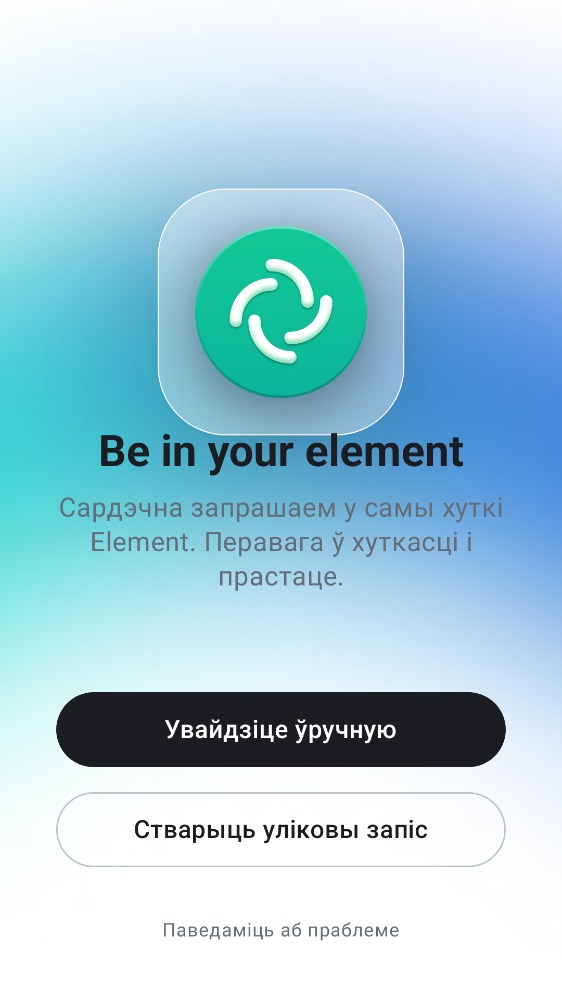 Be in your element
Сардэчна запрашаем у самы хуткі
Element. Перавага ў хуткасці і
прастаце.
Увайдзіце ўручную
Стварыць уліковы запіс
Паведаміць аб праблеме